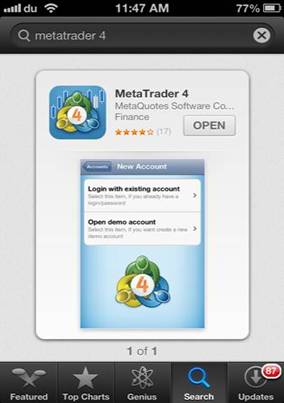 du 11:47 AM 77%
metatrader 4
MetaTrader 4
MetaQuotes Software Co...
Finance
(17)
OPEN
4
Accounts New Account
Login with existing account
Select this item, if you already have a
login/password
Open demo account
Select this item, if you want create a new
demo account
4
1 of 1
87
Featured Top Charts Genius Search Updates